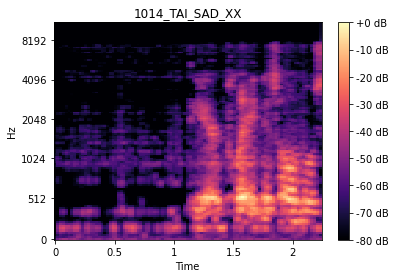 1014_TAI_SAD_XX
+0 dB
8192
-10 dB
4096
-20 dB
-30 dB
2048
Hz
-40 dB
1024
-50 dB
512
-60 dB
-70 dB
0
-80 dB
0
0.5
1
1.5
2
Time